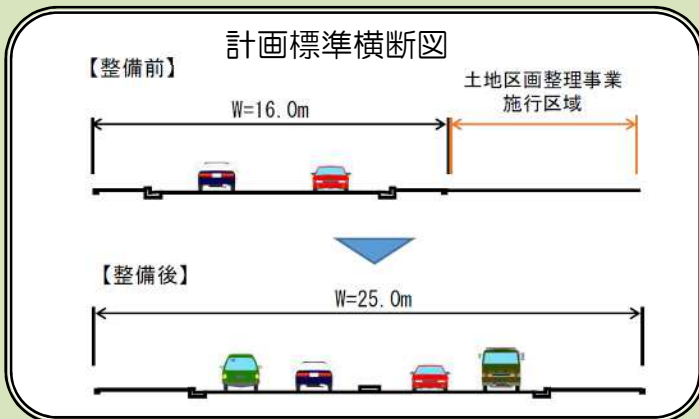 計画標準横断図
【整備前】
土地区画整理事業
施行区域
W=16.0m
【整備後】
W=25.0m